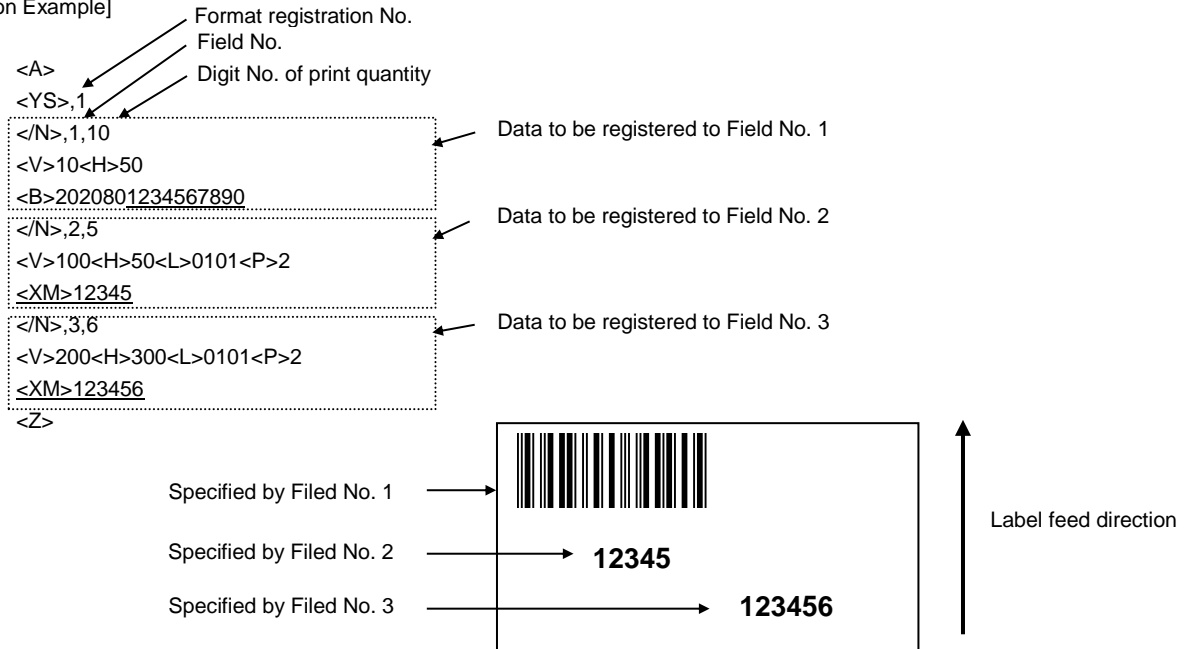 on Example]
Format registration No.
Field No.
Digit No. of print quantity
<A>
<YS>,1
</N>,1,10
<V>10<H>50
<B>2020801234567890
Data to be registered to Field No. 1
</N>,2,5
<V>100<H>50<L>0101<P>2
<XM>12345
Data to be registered to Field No. 2
</N>,3,6
<V>200<H>300<L>0101<P>2
<XM>123456
Data to be registered to Field No. 3
<Z>
Specified by Filed No. 1
Specified by Filed No. 2
12345
Specified by Filed No. 3
123456
Label feed direction